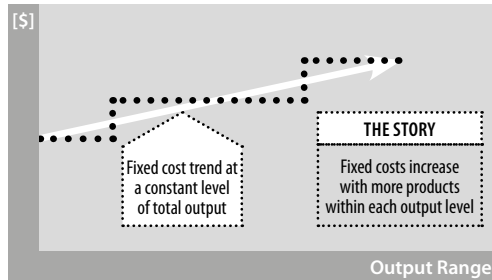 [$]
Fixed cost trend at
a constant level
of total output
THE STORY
Fixed costs increase
with more products
within each output level
Output Range